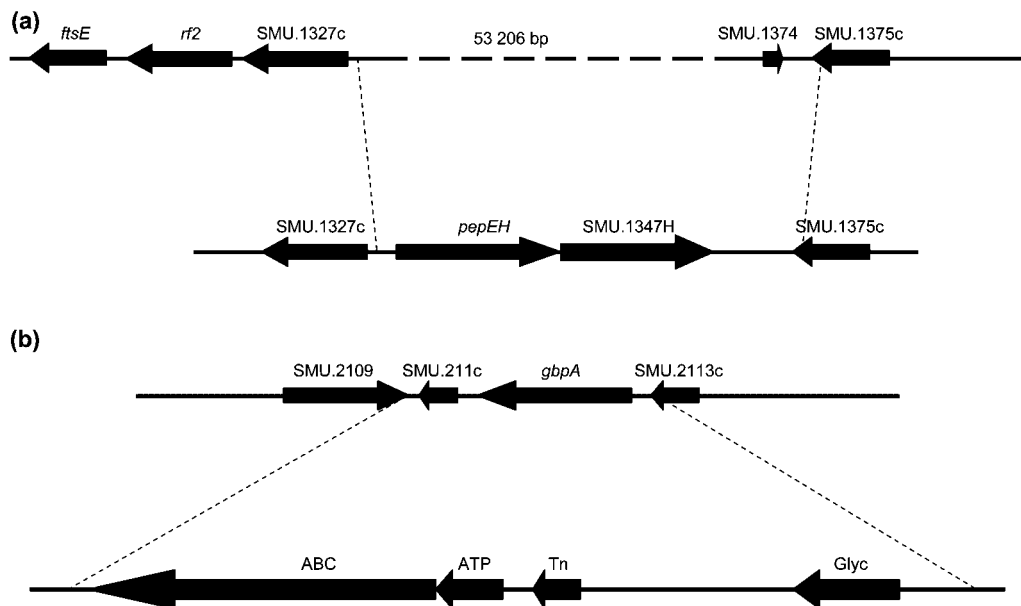 (a)
ftsE rf2 SMU.1327c 53 206 bp SMU.1374 SMU.1375c
SMU.1327c pepEH SMU.1347H SMU.1375c
(b)
SMU.2109 SMU.211c gbpA SMU.2113c
ABC ATP Tn Glyc